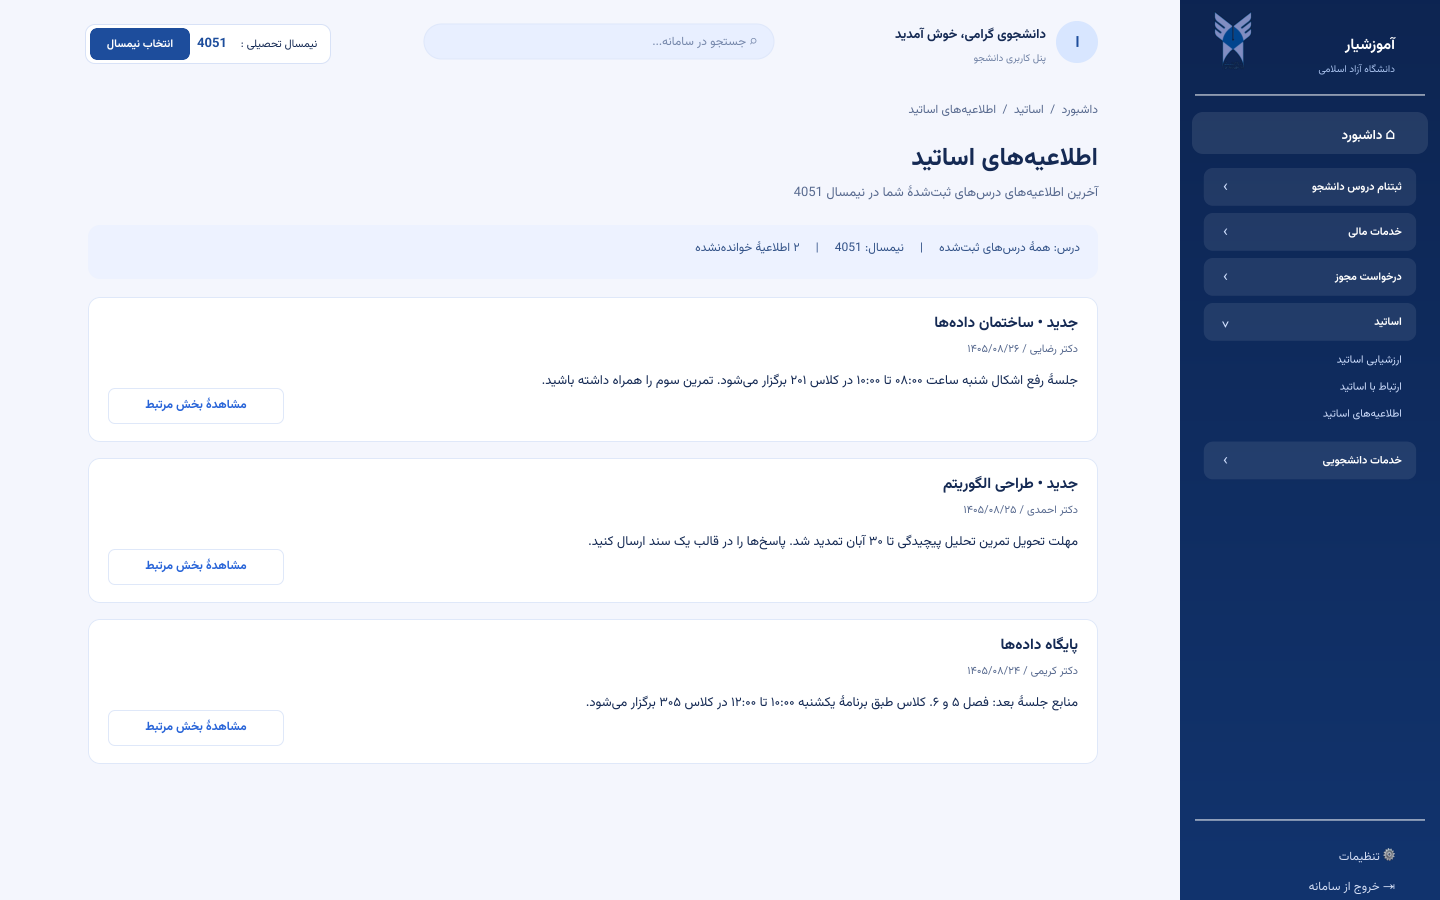 آموزشیار
دانشگاه آزاد اسلامی
داشبورد
ثبتنام دروس دانشجو
خدمات مالی
درخواست مجوز
اساتید
ارزشیابی اساتید
ارتباط با اساتید
اطلاعیه‌های اساتید
خدمات دانشجویی
تنظیمات
خروج از سامانه
ا
دانشجوی گرامی، خوش آمدید
پنل کاربری دانشجو
جستجو در سامانه...
نیمسال تحصیلی : 4051 انتخاب نیمسال
داشبورد / اساتید / اطلاعیه‌های اساتید
اطلاعیه‌های اساتید
آخرین اطلاعیه‌های درس‌های ثبت‌شدهٔ شما در نیمسال 4051
درس: همهٔ درس‌های ثبت‌شده | نیمسال: 4051 | ۲ اطلاعیهٔ خوانده‌نشده
جدید • ساختمان داده‌ها
دکتر رضایی / ۱۴۰۵/۰۸/۲۶
جلسهٔ رفع اشکال شنبه ساعت ۰۸:۰۰ تا ۱۰:۰۰ در کلاس ۲۰۱ برگزار می‌شود. تمرین سوم را همراه داشته باشید.
مشاهدهٔ بخش مرتبط
جدید • طراحی الگوریتم
دکتر احمدی / ۱۴۰۵/۰۸/۲۵
مهلت تحویل تمرین تحلیل پیچیدگی تا ۳۰ آبان تمدید شد. پاسخ‌ها را در قالب یک سند ارسال کنید.
مشاهدهٔ بخش مرتبط
پایگاه داده‌ها
دکتر کریمی / ۱۴۰۵/۰۸/۲۴
منابع جلسهٔ بعد: فصل ۵ و ۶. کلاس طبق برنامهٔ یکشنبه ۱۰:۰۰ تا ۱۲:۰۰ در کلاس ۳۰۵ برگزار می‌شود.
مشاهدهٔ بخش مرتبط